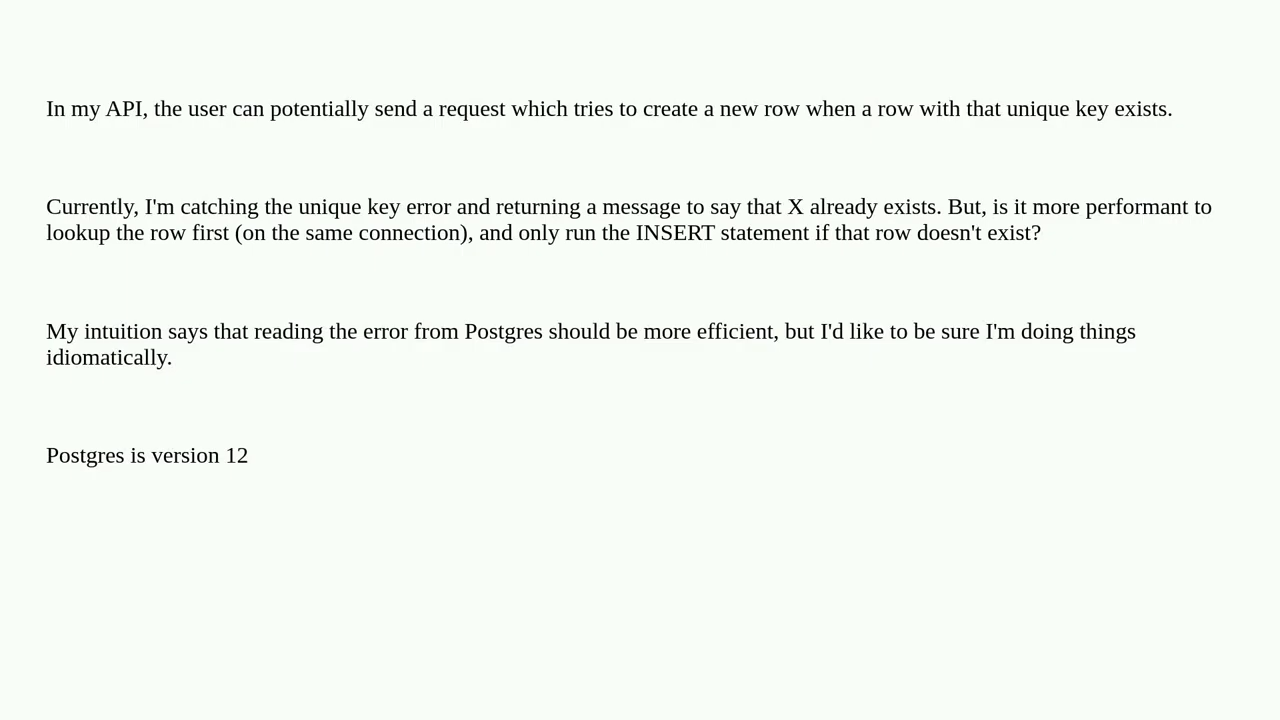 In my API, the user can potentially send a request which tries to create a new row when a row with that unique key exists.
Currently, I'm catching the unique key error and returning a message to say that X already exists. But, is it more performant to
lookup the row first (on the same connection), and only run the INSERT statement if that row doesn't exist?
My intuition says that reading the error from Postgres should be more efficient, but I'd like to be sure I'm doing things
idiomatically.
Postgres is version 12